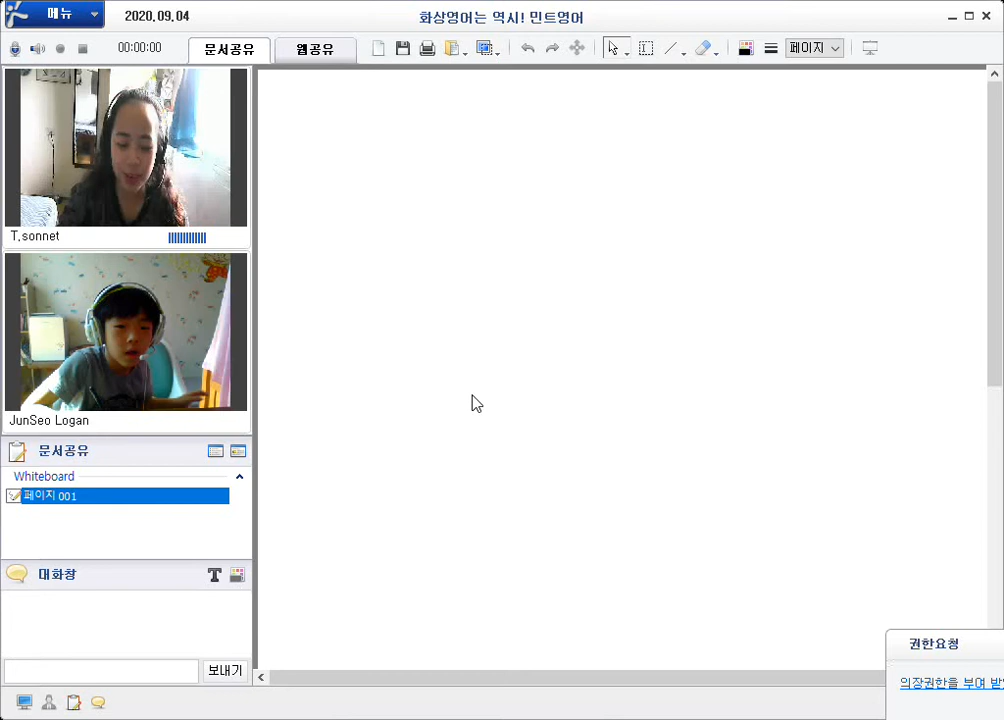 메뉴
2020.09.04
화상영어는 역시! 민트영어
00:00:00
문서공유
웹공유
페이지
T.sonnet
JunSeo Logan
문서공유
Whiteboard
페이지 001
대화창
T
보내기
권한요청
의장권한을 부여 받